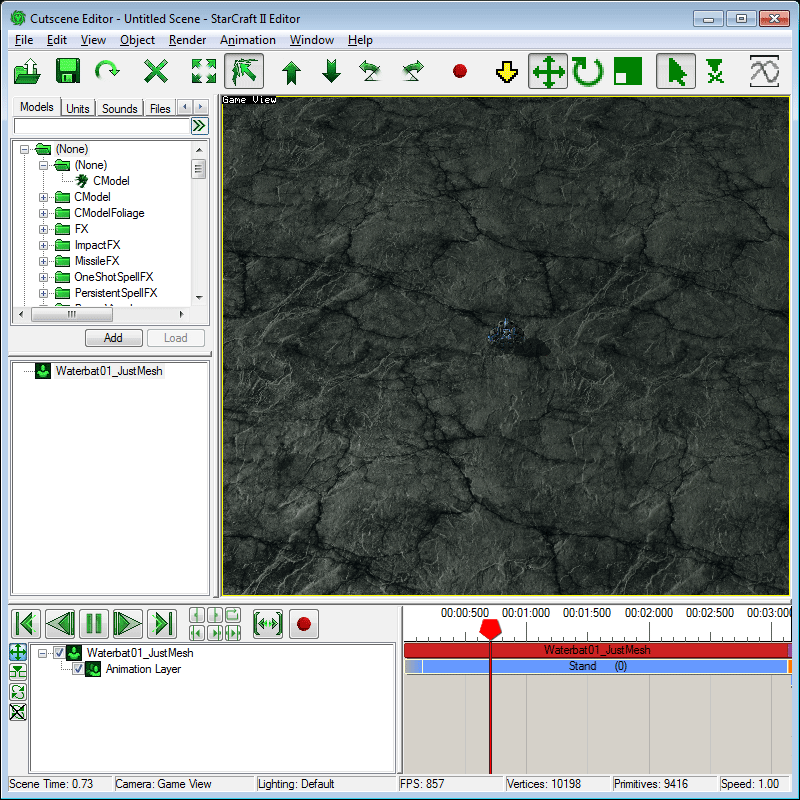 Cutscene Editor - Untitled Scene - StarCraft II Editor
File Edit View Object Render Animation Window Help
Models Units Sounds Files
Game View
(None)
(None)
CModel
CModel
CModelFoliage
FX
ImpactFX
MissileFX
OneShotSpellFX
PersistentSpellFX
Add Load
Waterbat01_JustMesh
00:00:500 00:01:000 00:01:500 00:02:000 00:02:500 00:03:000
Waterbat01_JustMesh
Animation Layer
Waterbat01_JustMesh
Stand (0)
Scene Time: 0.73 Camera: Game View Lighting: Default FPS: 857 Vertices: 10198 Primitives: 9416 Speed: 1.00